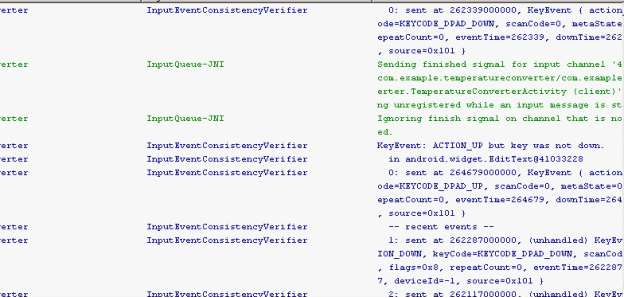 erter InputEventConsistencyVerifier 0: sent at 262339000000, KeyEvent { action
ode=KEYCODE_DPAD_DOWN, scanCode=0, metaState
epeatCount=0, eventTime=262339, downTime=262
, source=0x101 }
erter InputQueue-JNI Sending finished signal for input channel '4
com.example.temperatureconverter/com.example
erter.TemperatureConverterActivity (client)'
ng unregistered while an input message is st
erter InputQueue-JNI Ignoring finish signal on channel that is no
ed.
erter InputEventConsistencyVerifier KeyEvent: ACTION_UP but key was not down.
erter InputEventConsistencyVerifier in android.widget.EditText@41033228
erter InputEventConsistencyVerifier 0: sent at 264679000000, KeyEvent { action
ode=KEYCODE_DPAD_UP, scanCode=0, metaState=0
epeatCount=0, eventTime=264679, downTime=264
, source=0x101 }
erter InputEventConsistencyVerifier -- recent events --
erter InputEventConsistencyVerifier 1: sent at 262287000000, (unhandled) KeyEv
ION_DOWN, keyCode=KEYCODE_DPAD_DOWN, scanCod
, flags=0x8, repeatCount=0, eventTime=262287
7, deviceId=-1, source=0x101 }
erter InputEventConsistencyVerifier 2: sent at 262117000000, (unhandled) KeyEv